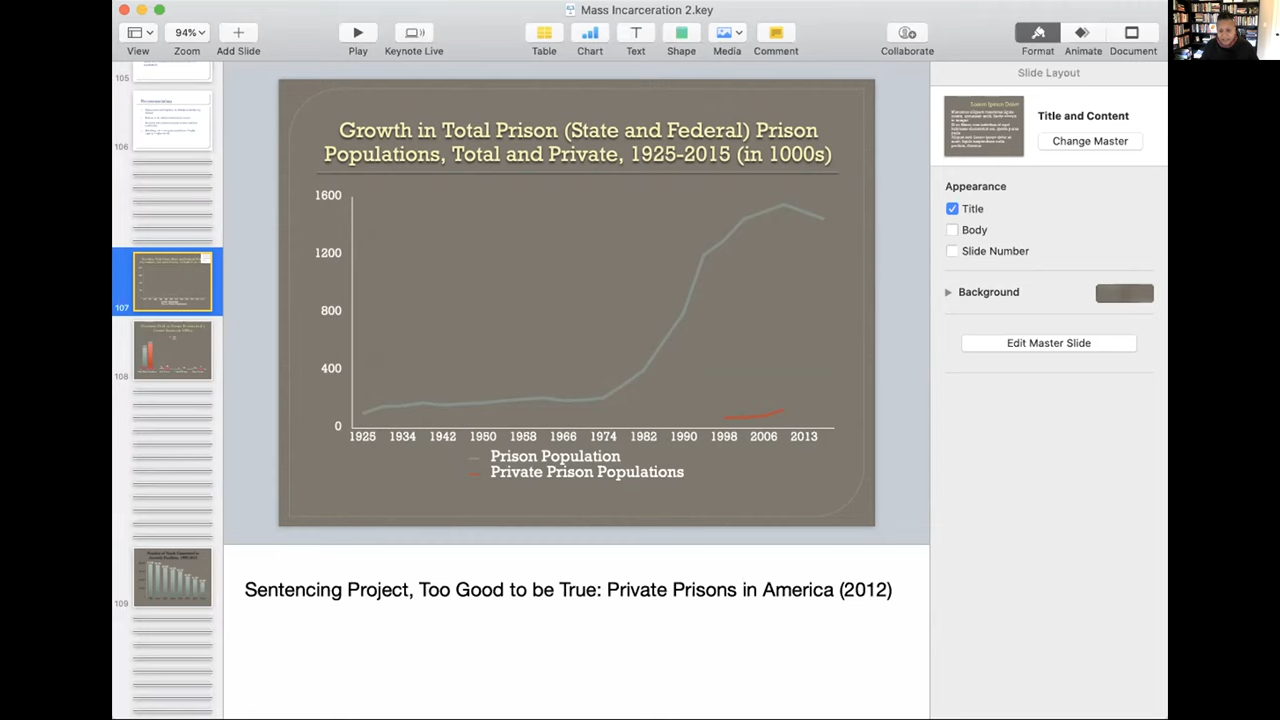 Mass Incarceration 2.key
94%
View
Zoom
Add Slide
Play
Keynote Live
Table
Chart
Text
Shape
Media
Comment
Collaborate
Format
Animate
Document
105
106
107
108
109
Growth in Total Prison (State and Federal) Prison
Populations, Total and Private, 1925-2015 (in 1000s)
1600
1200
800
400
0
1925 1934 1942 1950 1958 1966 1974 1982 1990 1998 2006 2013
Prison Population
Private Prison Populations
Sentencing Project, Too Good to be True: Private Prisons in America (2012)
Slide Layout
Lorem Ipsum Dolor
Title and Content
Change Master
Appearance
Title
Body
Slide Number
Background
Edit Master Slide